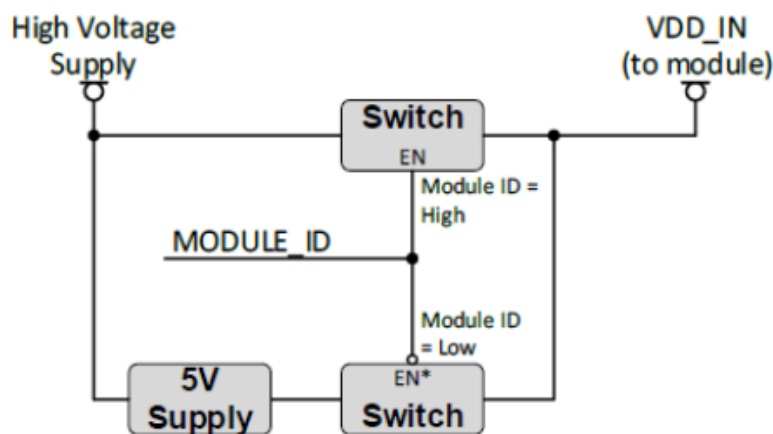 High Voltage
Supply
VDD_IN
(to module)
Switch
EN
Module ID =
High
MODULE_ID
Module ID
= Low
5V
Supply
EN*
Switch